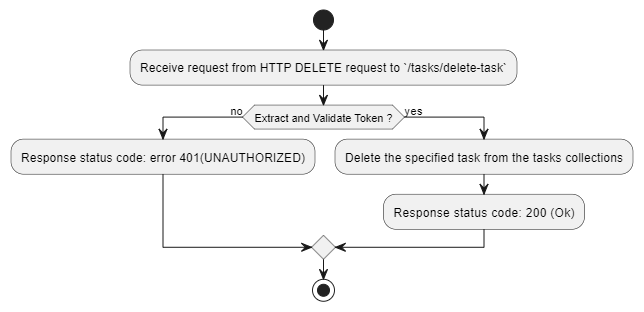 Receive request from HTTP DELETE request to `/tasks/delete-task`
no
Extract and Validate Token ?
yes
Response status code: error 401(UNAUTHORIZED)
Delete the specified task from the tasks collections
Response status code: 200 (Ok)